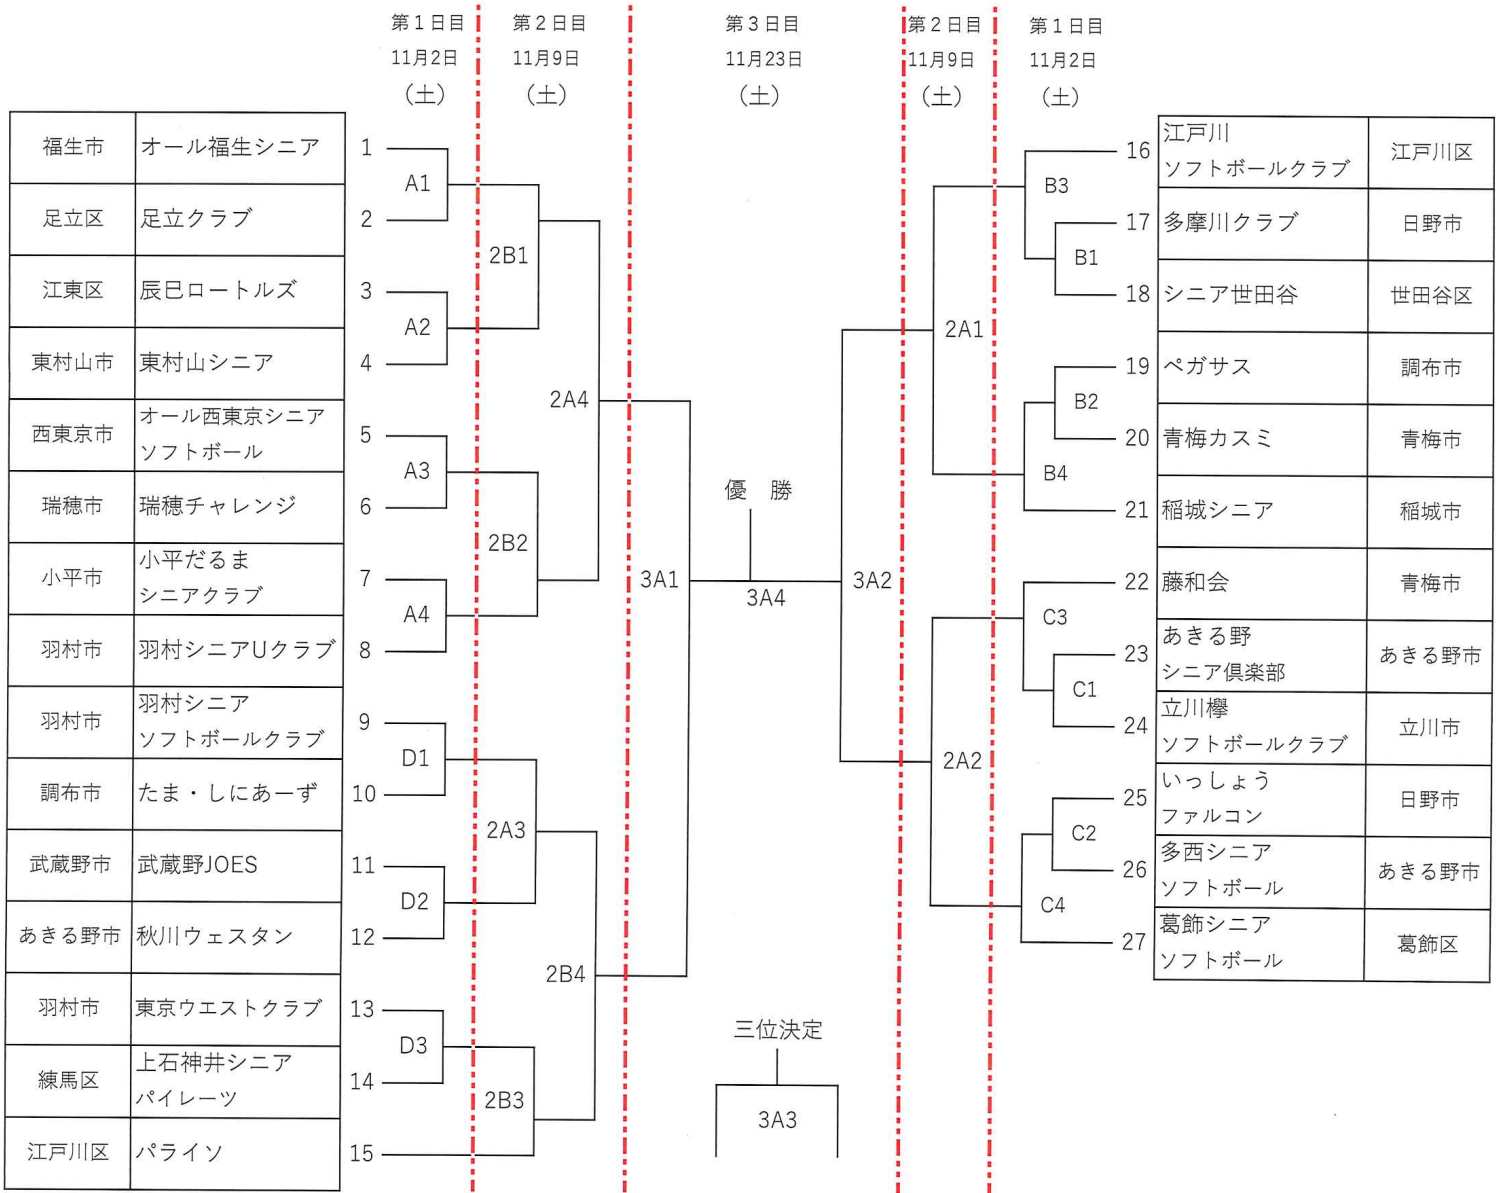 第1日目 第2日目 第3日目 第2日目 第1日目
11月2日 11月9日 11月23日 11月9日 11月2日
（土） （土） （土） （土） （土）
福生市 オール福生シニア 1
A1
足立区 足立クラブ 2
2B1
江東区 辰巳ロートルズ 3
A2
東村山市 東村山シニア 4
2A4
西東京市 オール西東京シニア
ソフトボール 5
A3
瑞穂市 瑞穂チャレンジ 6
2B2
小平市 小平だるま
シニアクラブ 7
A4
羽村市 羽村シニアUクラブ 8
3A1
羽村市 羽村シニア
ソフトボールクラブ 9
D1
調布市 たま・しにあーず 10
2A3
武蔵野市 武蔵野JOES 11
D2
あきる野市 秋川ウェスタン 12
2B4
羽村市 東京ウエストクラブ 13
D3
練馬区 上石神井シニア
パイレーツ 14
2B3
江戸川区 パライソ 15
優　勝
3A4
三位決定
3A3
16 江戸川
ソフトボールクラブ 江戸川区
B3
17 多摩川クラブ 日野市
B1
18 シニア世田谷 世田谷区
2A1
19 ペガサス 調布市
B2
20 青梅カスミ 青梅市
B4
21 稲城シニア 稲城市
3A2
22 藤和会 青梅市
C3
23 あきる野
シニア倶楽部 あきる野市
C1
24 立川欅
ソフトボールクラブ 立川市
2A2
25 いっしょう
ファルコン 日野市
C2
26 多西シニア
ソフトボール あきる野市
C4
27 葛飾シニア
ソフトボール 葛飾区